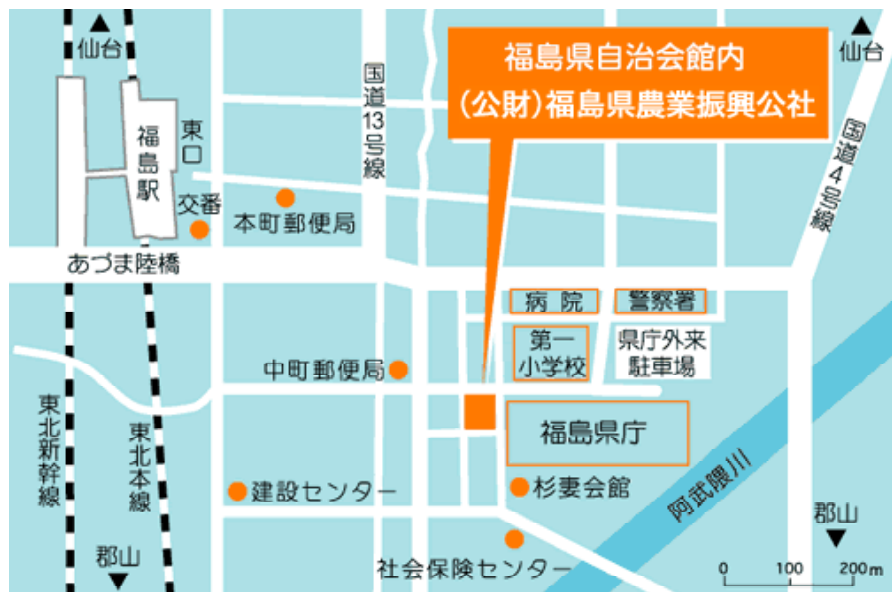 仙台
仙台
福島県自治会館内
(公財)福島県農業振興公社
国道13号線
国道4号線
東口
福島駅
交番
本町郵便局
あづま陸橋
病院
警察署
第一
小学校
県庁外来
駐車場
中町郵便局
東北新幹線
東北本線
福島県庁
建設センター
杉妻会館
阿武隈川
郡山
郡山
社会保険センター
0 100 200m